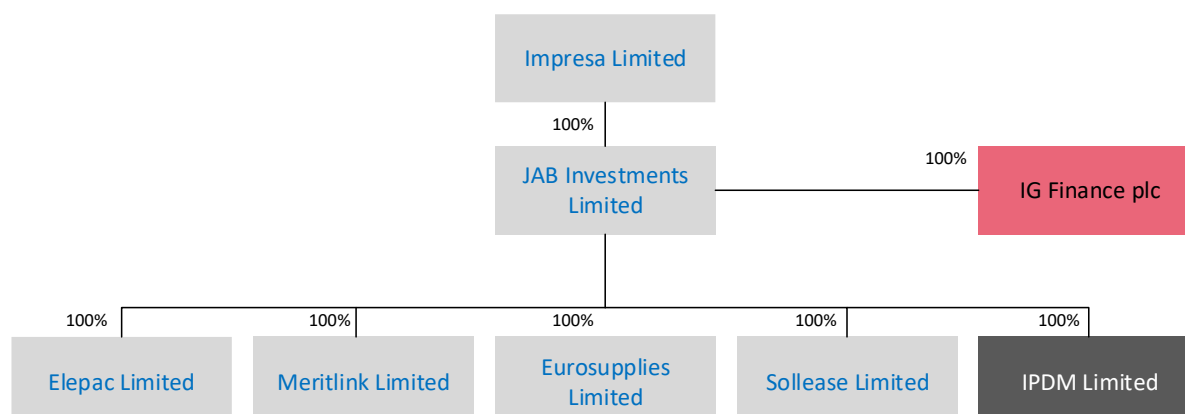 Impresa Limited
100%
JAB Investments
Limited
100%
IG Finance plc
100%
100%
100%
100%
100%
Elepac Limited
Meritlink Limited
Eurosupplies
Limited
Sollease Limited
IPDM Limited